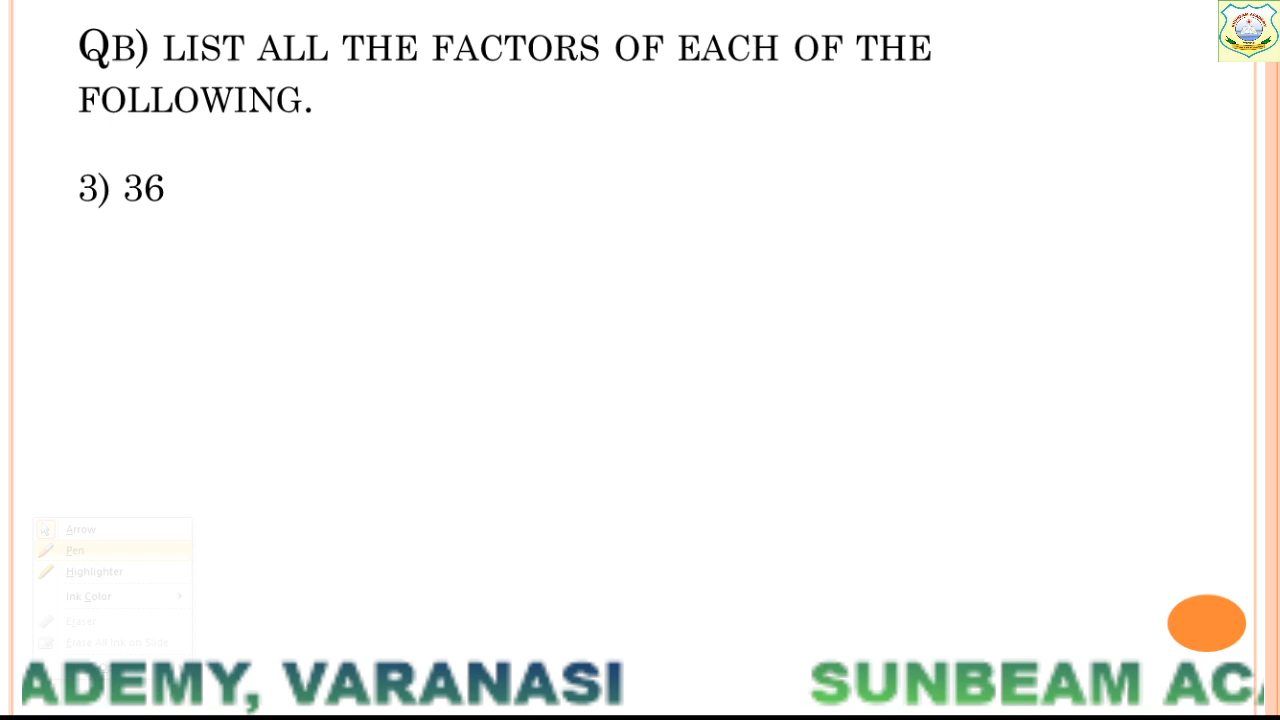 QB) LIST ALL THE FACTORS OF EACH OF THE
FOLLOWING.
3) 36
Arrow
Pen
Highlighter
Ink Color
Eraser
Erase All Ink on Slide
ADEMY, VARANASI SUNBEAM AC